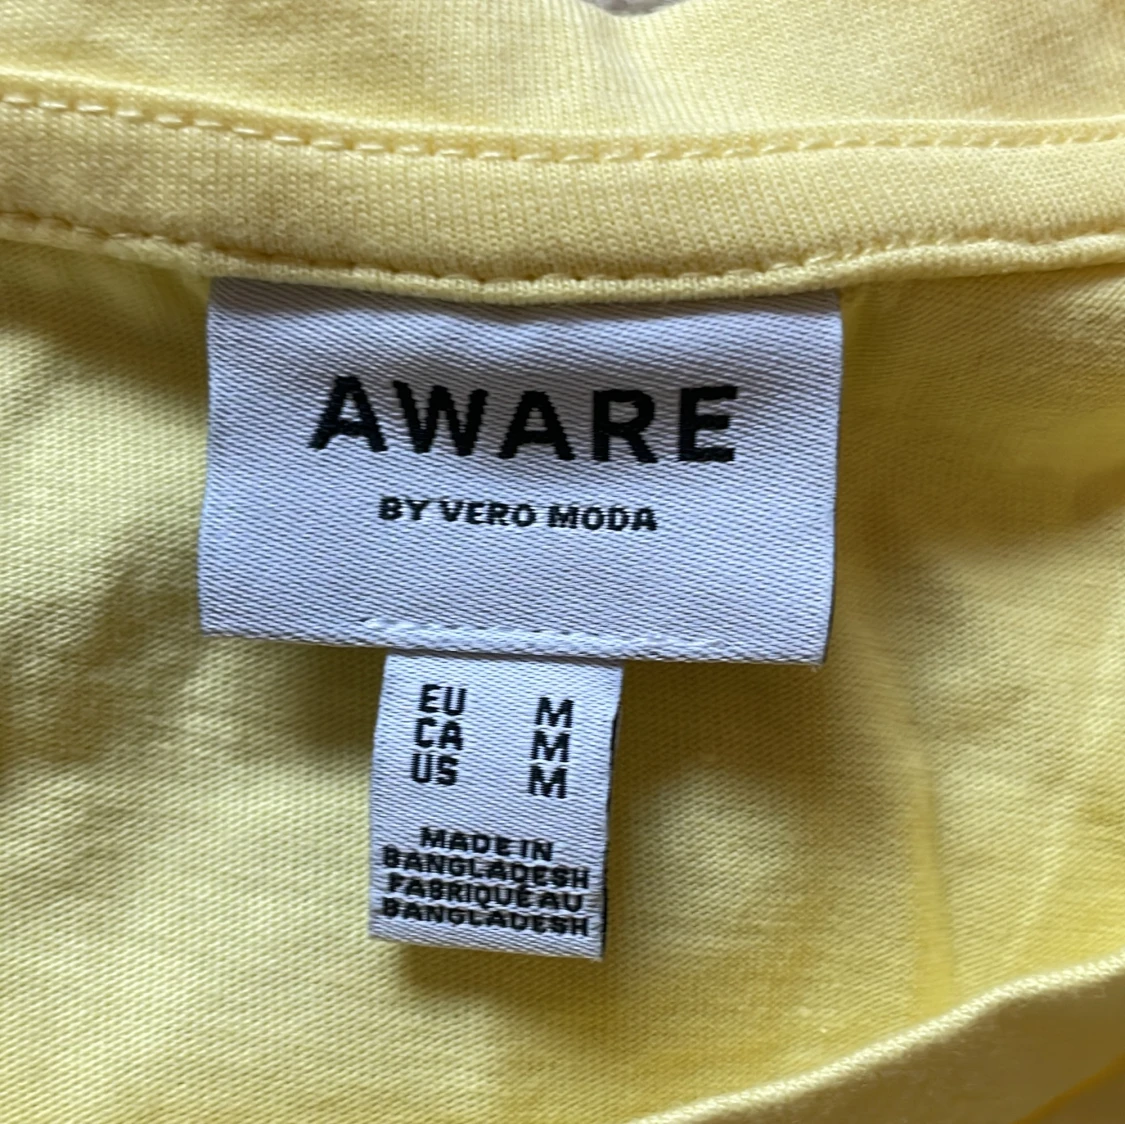 AWARE
BY VERO MODA
EU M
CA M
US M
MADE IN
BANGLADESH
FABRIQUÉ AU
BANGLADESH